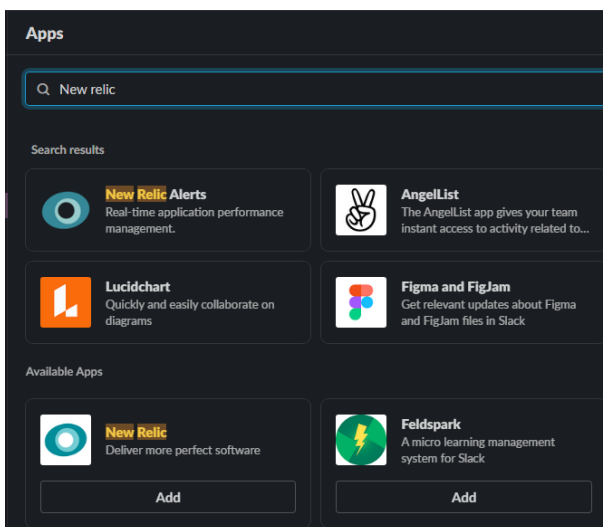 Apps
New relic
Search results
New Relic Alerts
Real-time application performance
management.
AngelList
The AngelList app gives your team
instant access to activity related to...
Lucidchart
Quickly and easily collaborate on
diagrams
Figma and FigJam
Get relevant updates about Figma
and FigJam files in Slack
Available Apps
New Relic
Deliver more perfect software
Add
Feldspark
A micro learning management
system for Slack
Add